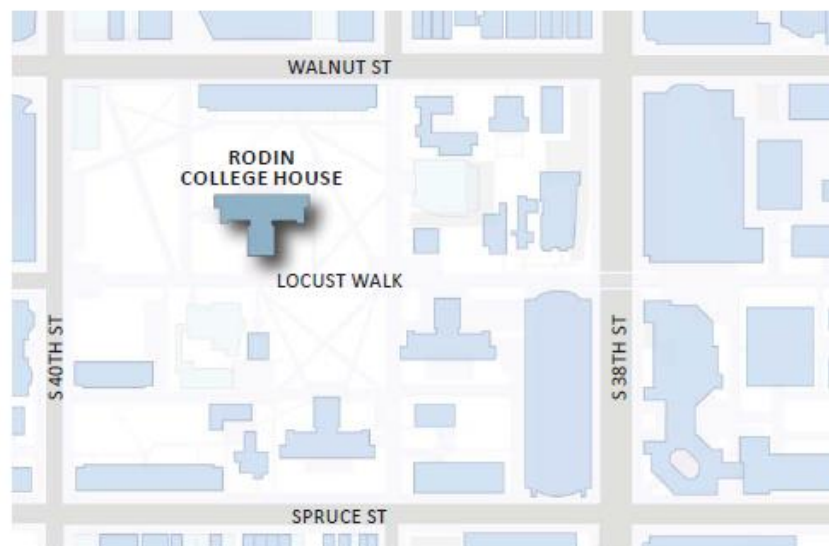 WALNUT ST
RODIN
COLLEGE HOUSE
LOCUST WALK
S 40TH ST
S 38TH ST
SPRUCE ST